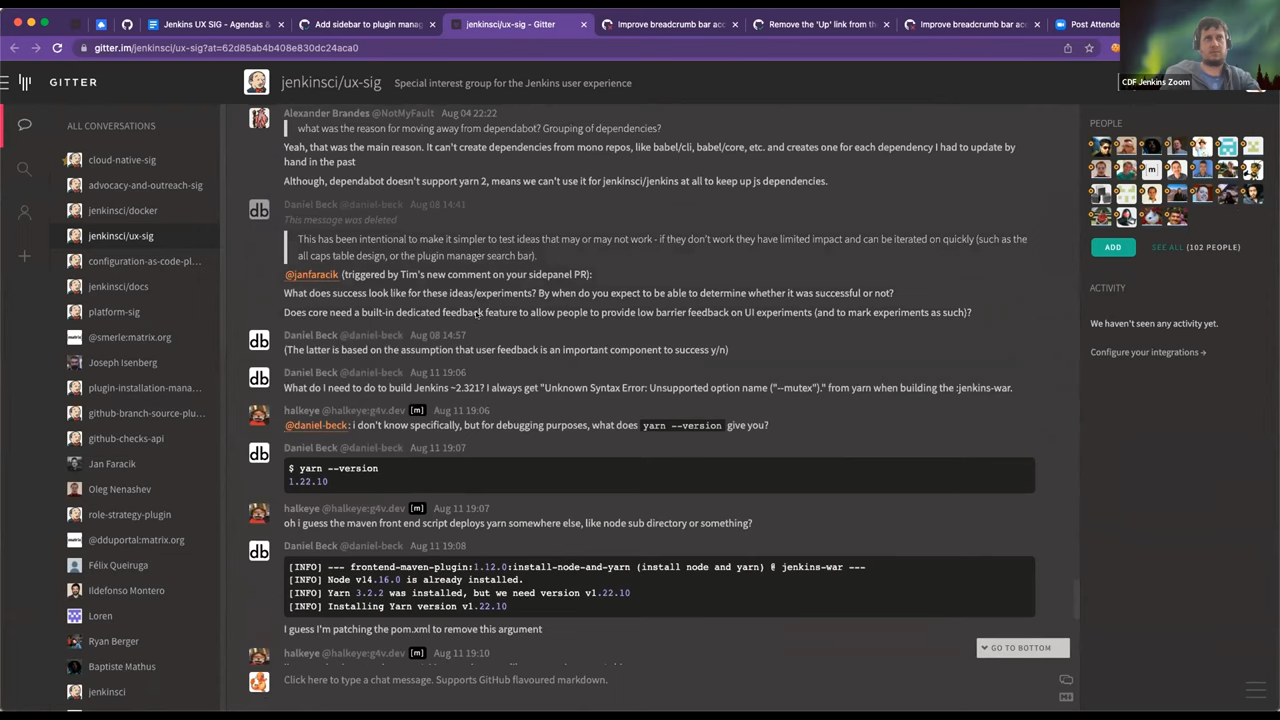 Jenkins UX SIG - Agendas &
Add sidebar to plugin manag
jenkinsci/ux-sig - Gitter
Improve breadcrumb bar acc
Remove the 'Up' link from th
Improve breadcrumb bar acc
Post Attende
gitter.im/jenkinsci/ux-sig?at=62d85ab4b408e830dc24aca0
CDF Jenkins Zoom
GITTER
jenkinsci/ux-sig
Special interest group for the Jenkins user experience
ALL CONVERSATIONS
cloud-native-sig
advocacy-and-outreach-sig
jenkinsci/docker
jenkinsci/ux-sig
configuration-as-code-pl...
jenkinsci/docs
platform-sig
@smerle:matrix.org
Joseph Isenberg
plugin-installation-mana...
github-branch-source-plu...
github-checks-api
Jan Faracik
Oleg Nenashev
role-strategy-plugin
@dduportal:matrix.org
Félix Queiruga
Ildefonso Montero
Loren
Ryan Berger
Baptiste Mathus
jenkinsci
Alexander Brandes @NotMyFault Aug 04 22:22
what was the reason for moving away from dependabot? Grouping of dependencies?
Yeah, that was the main reason. It can't create dependencies from mono repos, like babel/cli, babel/core, etc. and creates one for each dependency I had to update by
hand in the past
Although, dependabot doesn't support yarn 2, means we can't use it for jenkinsci/jenkins at all to keep up js dependencies.
db Daniel Beck @daniel-beck Aug 08 14:41
This message was deleted
This has been intentional to make it simpler to test ideas that may or may not work - if they don't work they have limited impact and can be iterated on quickly (such as the
all caps table design, or the plugin manager search bar).
@janfaracik (triggered by Tim's new comment on your sidepanel PR):
What does success look like for these ideas/experiments? By when do you expect to be able to determine whether it was successful or not?
Does core need a built-in dedicated feedback feature to allow people to provide low barrier feedback on UI experiments (and to mark experiments as such)?
db Daniel Beck @daniel-beck Aug 08 14:57
(The latter is based on the assumption that user feedback is an important component to success y/n)
db Daniel Beck @daniel-beck Aug 11 19:06
What do I need to do to build Jenkins ~2.321? I always get "Unknown Syntax Error: Unsupported option name ("--mutex")." from yarn when building the :jenkins-war.
halkeye @halkeye:g4v.dev [m] Aug 11 19:06
@daniel-beck: i don't know specifically, but for debugging purposes, what does yarn --version give you?
db Daniel Beck @daniel-beck Aug 11 19:07
$ yarn --version
1.22.10
halkeye @halkeye:g4v.dev [m] Aug 11 19:07
oh i guess the maven front end script deploys yarn somewhere else, like node sub directory or something?
db Daniel Beck @daniel-beck Aug 11 19:08
[INFO] --- frontend-maven-plugin:1.12.0:install-node-and-yarn (install node and yarn) @ jenkins-war ---
[INFO] Node v14.16.0 is already installed.
[INFO] Yarn 3.2.2 was installed, but we need version v1.22.10
[INFO] Installing Yarn version v1.22.10
I guess I'm patching the pom.xml to remove this argument
halkeye @halkeye:g4v.dev [m] Aug 11 19:10
GO TO BOTTOM
Click here to type a chat message. Supports GitHub flavoured markdown.
PEOPLE
[m]
ADD
SEE ALL (102 PEOPLE)
ACTIVITY
We haven't seen any activity yet.
Configure your integrations